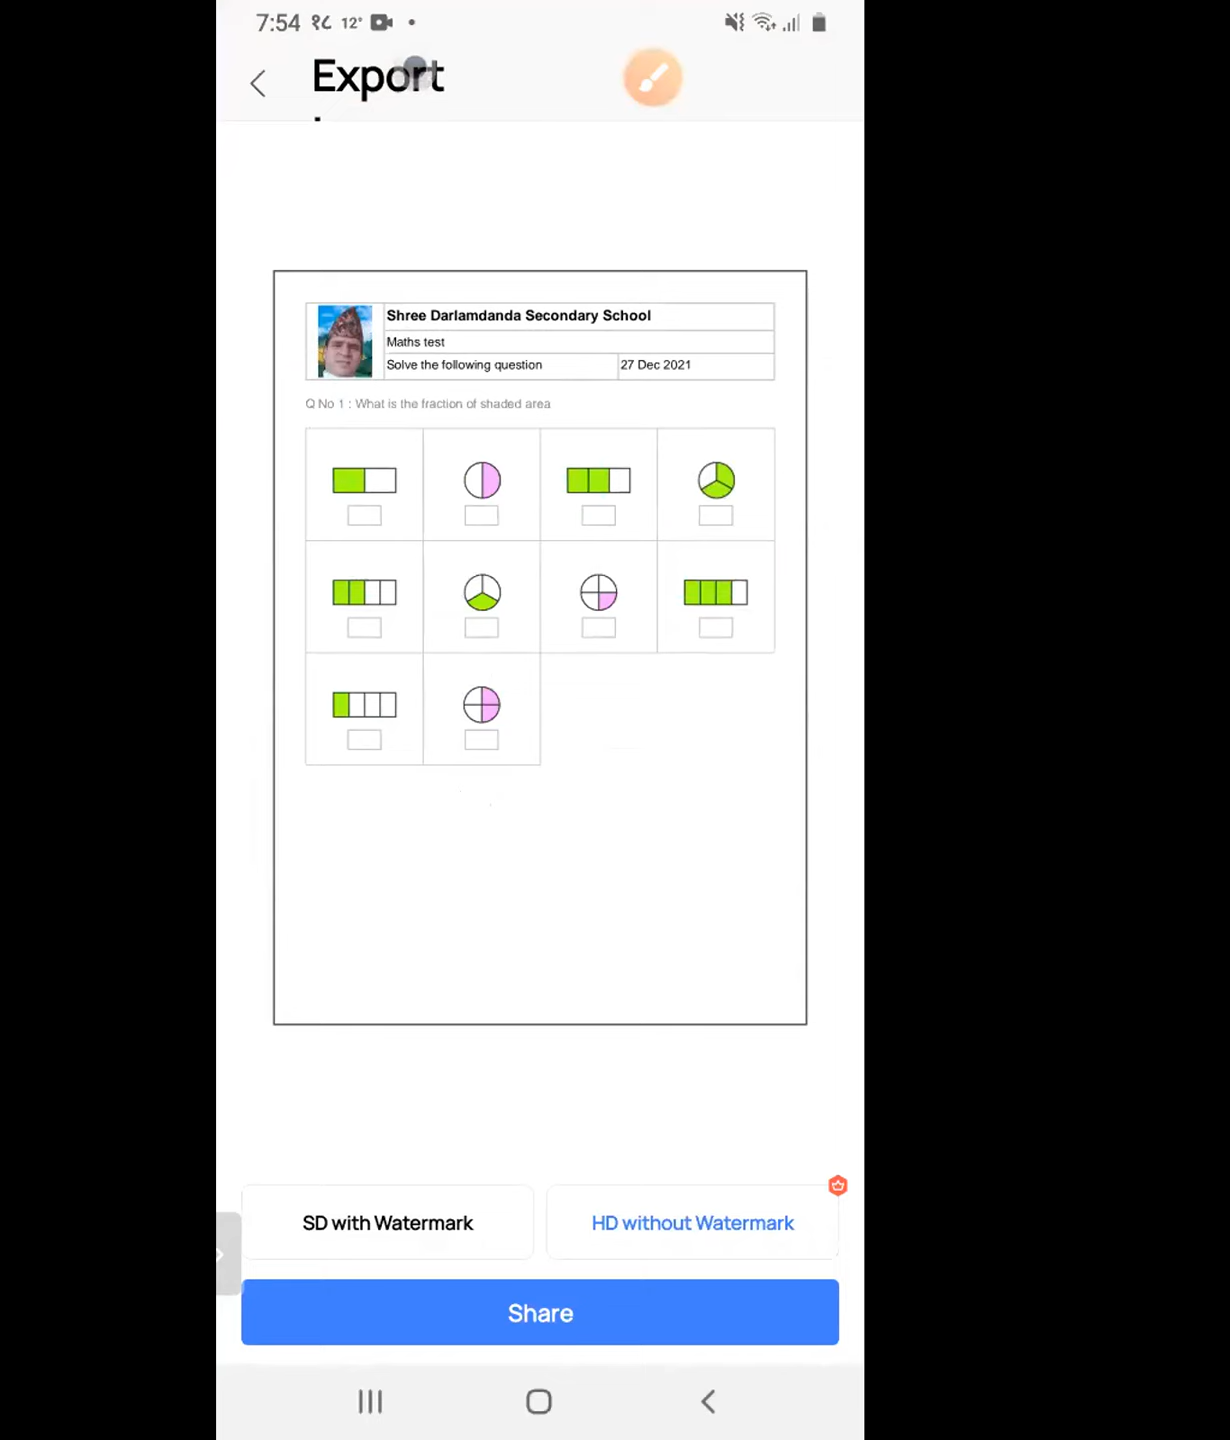 7:54 १८ 12°
Export
Shree Darlamdanda Secondary School
Maths test
Solve the following question 27 Dec 2021
Q No 1 : What is the fraction of shaded area
SD with Watermark HD without Watermark
Share